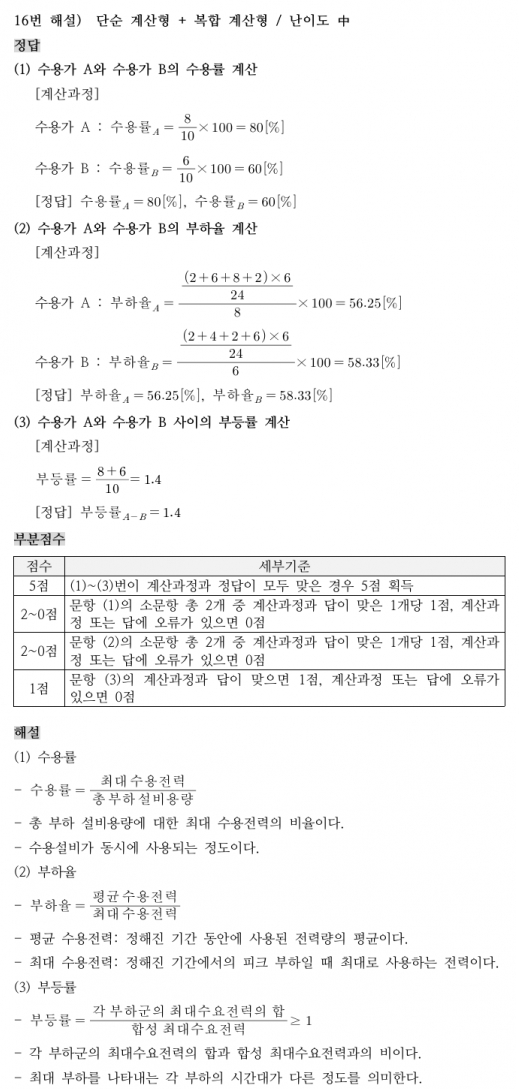 16번 해설) 단순 계산형 + 복합 계산형 / 난이도 中
정답
(1) 수용가 A와 수용가 B의 수용률 계산
[계산과정]
수용가 A : 수용률_A = 8/10 × 100 = 80[%]
수용가 B : 수용률_B = 6/10 × 100 = 60[%]
[정답] 수용률_A = 80[%], 수용률_B = 60[%]
(2) 수용가 A와 수용가 B의 부하율 계산
[계산과정]
수용가 A : 부하율_A = ((2+6+8+2)×6/24)/8 × 100 = 56.25[%]
수용가 B : 부하율_B = ((2+4+2+6)×6/24)/6 × 100 = 58.33[%]
[정답] 부하율_A = 56.25[%], 부하율_B = 58.33[%]
(3) 수용가 A와 수용가 B 사이의 부등률 계산
[계산과정]
부등률 = (8+6)/10 = 1.4
[정답] 부등률_A-B = 1.4
부분점수
점수 세부기준
5점 (1)~(3)번이 계산과정과 정답이 모두 맞은 경우 5점 획득
2~0점 문항 (1)의 소문항 총 2개 중 계산과정과 답이 맞은 1개당 1점, 계산과
정 또는 답에 오류가 있으면 0점
2~0점 문항 (2)의 소문항 총 2개 중 계산과정과 답이 맞은 1개당 1점, 계산과
정 또는 답에 오류가 있으면 0점
1점 문항 (3)의 계산과정과 답이 맞으면 1점, 계산과정 또는 답에 오류가
있으면 0점
해설
(1) 수용률
- 수용률 = 최대 수용전력/총 부하 설비용량
- 총 부하 설비용량에 대한 최대 수용전력의 비율이다.
- 수용설비가 동시에 사용되는 정도이다.
(2) 부하율
- 부하율 = 평균 수용전력/최대 수용전력
- 평균 수용전력: 정해진 기간 동안에 사용된 전력량의 평균이다.
- 최대 수용전력: 정해진 기간에서의 피크 부하일 때 최대로 사용하는 전력이다.
(3) 부등률
- 부등률 = 각 부하군의 최대수요전력의 합/합성 최대수요전력 ≥ 1
- 각 부하군의 최대수요전력의 합과 합성 최대수요전력과의 비이다.
- 최대 부하를 나타내는 각 부하의 시간대가 다른 정도를 의미한다.